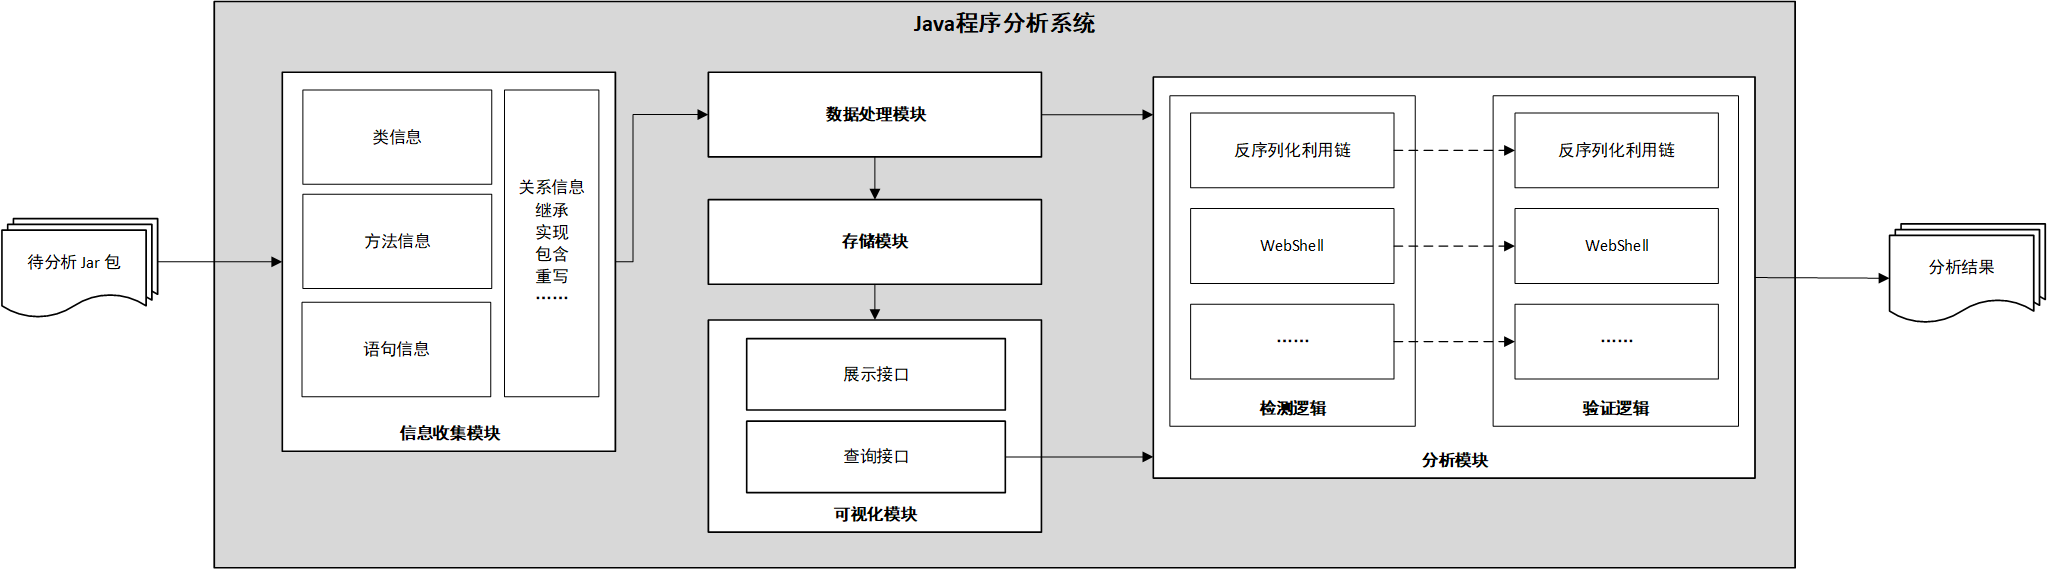 Java程序分析系统
待分析 Jar 包
类信息
方法信息
语句信息
关系信息
继承
实现
包含
重写
……
信息收集模块
数据处理模块
存储模块
展示接口
查询接口
可视化模块
反序列化利用链
WebShell
……
检测逻辑
反序列化利用链
WebShell
……
验证逻辑
分析模块
分析结果